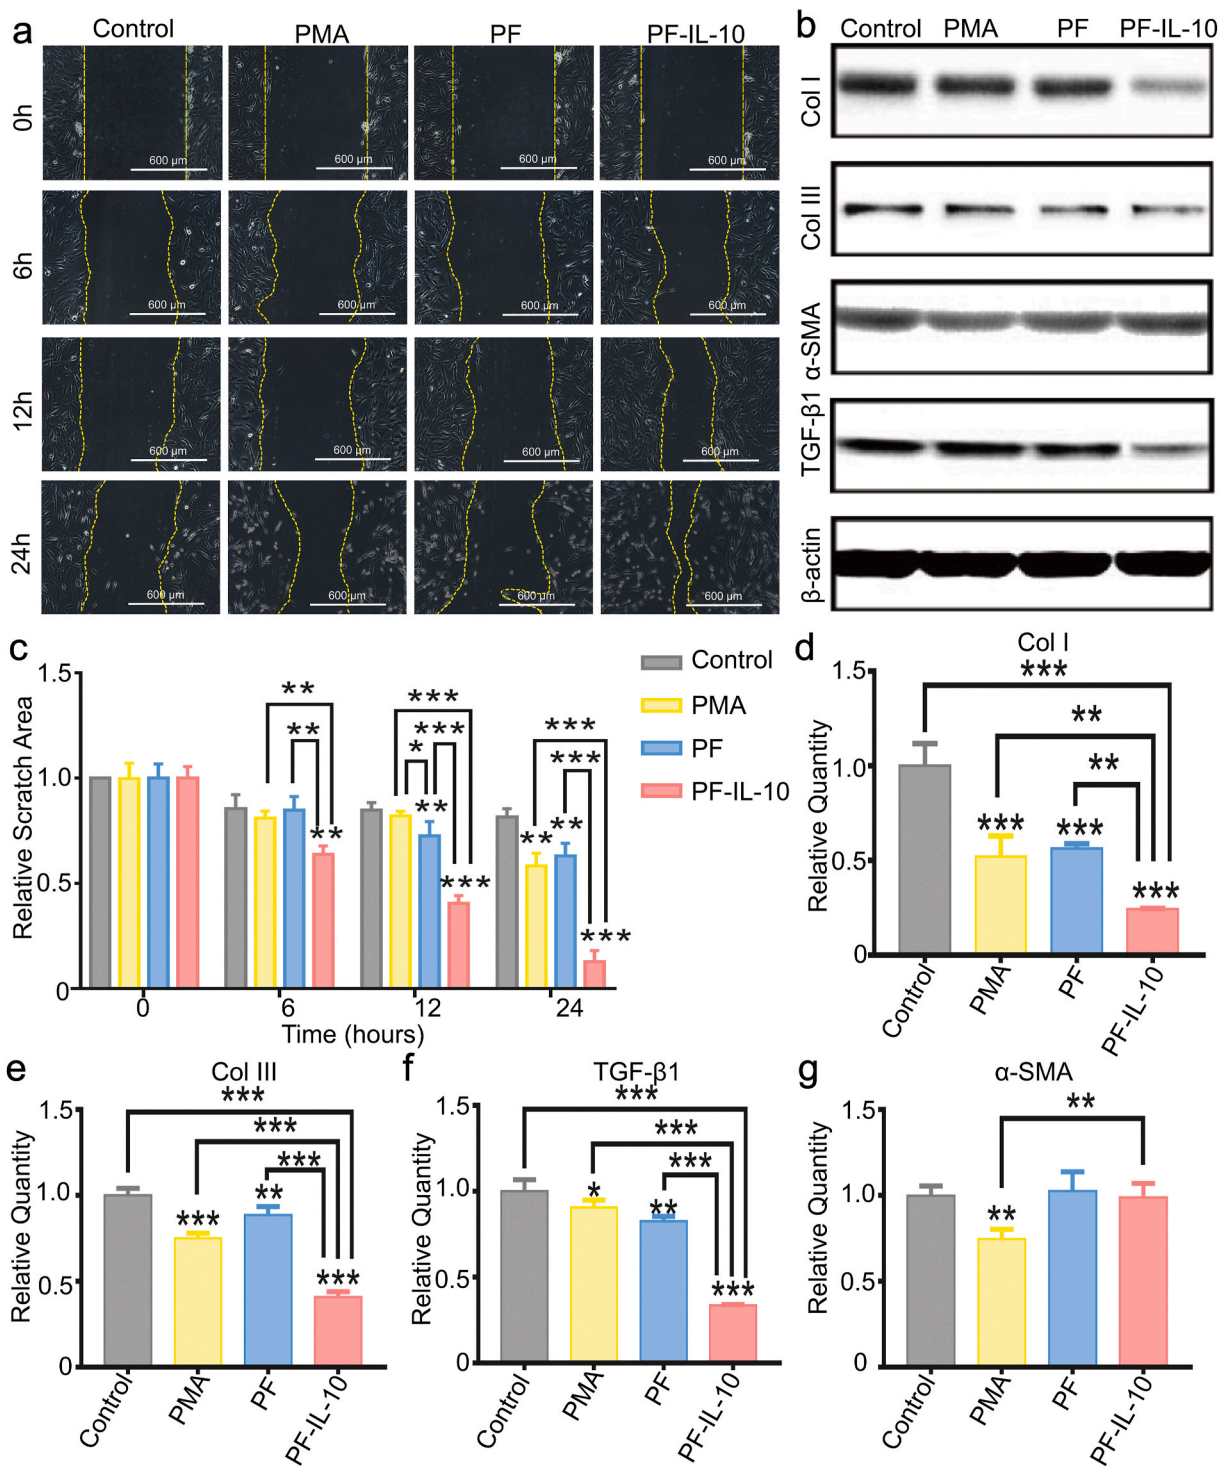 a
Control
PMA
PF
PF-IL-10
0h
600 μm
600 μm
600 μm
600 μm
6h
600 μm
600 μm
600 μm
600 μm
12h
600 μm
600 μm
600 μm
600 μm
24h
600 μm
600 μm
600 μm
600 μm
b
Control PMA PF PF-IL-10
Col I
Col III
α-SMA
TGF-β1
β-actin
c
Relative Scratch Area
1.5
1.0
0.5
0
** ** **
*** *** * ** ***
*** *** ** ** ***
0 6 12 24
Time (hours)
Control
PMA
PF
PF-IL-10
d
Col I
Relative Quantity
1.5
1.0
0.5
0
***
**
**
*** *** ***
Control PMA PF PF-IL-10
e
Col III
Relative Quantity
1.5
1.0
0.5
0
***
***
***
*** ** ***
Control PMA PF PF-IL-10
f
TGF-β1
Relative Quantity
1.5
1.0
0.5
0
***
***
***
* ** ***
Control PMA PF PF-IL-10
g
α-SMA
Relative Quantity
1.5
1.0
0.5
0
**
**
Control PMA PF PF-IL-10